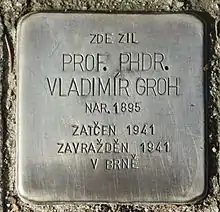 ZDE ŽIL
PROF. PHDR.
VLADIMÍR GROH
NAR. 1895
ZATČEN 1941
ZAVRAŽDĚN 1941
V BRNĚ